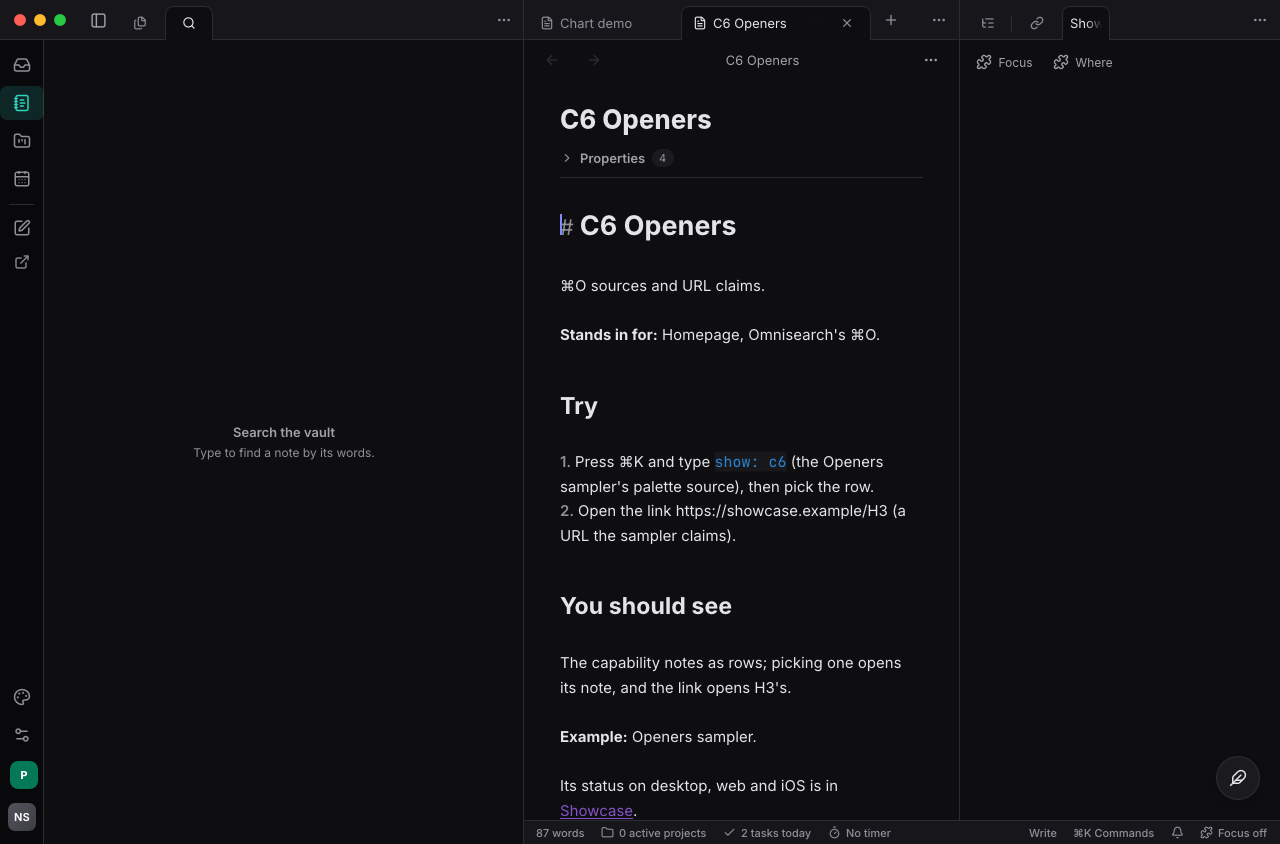 Chart demo
C6 Openers
Show
C6 Openers
Focus
Where
C6 Openers
Properties 4
# C6 Openers
⌘O sources and URL claims.
Stands in for: Homepage, Omnisearch's ⌘O.
Try
1. Press ⌘K and type show: c6 (the Openers
sampler's palette source), then pick the row.
2. Open the link https://showcase.example/H3 (a
URL the sampler claims).
You should see
The capability notes as rows; picking one opens
its note, and the link opens H3's.
Example: Openers sampler.
Its status on desktop, web and iOS is in
Showcase.
Search the vault
Type to find a note by its words.
P
NS
87 words
0 active projects
2 tasks today
No timer
Write
⌘K Commands
Focus off